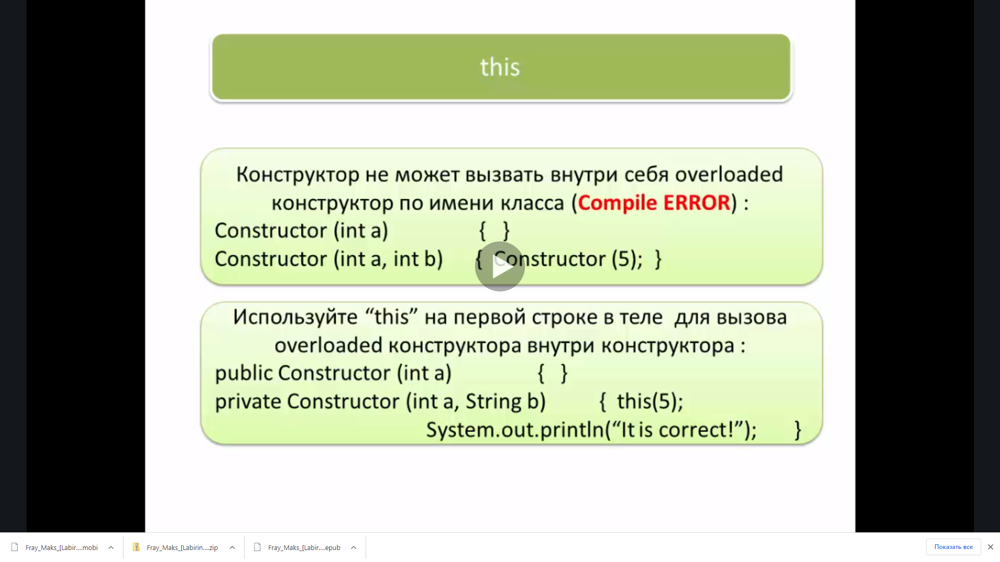 this
Конструктор не может вызвать внутри себя overloaded
конструктор по имени класса (Compile ERROR) :
Constructor (int a) { }
Constructor (int a, int b) { Constructor (5); }
Используйте “this” на первой строке в теле для вызова
overloaded конструктора внутри конструктора :
public Constructor (int a) { }
private Constructor (int a, String b) { this(5);
System.out.println(“It is correct!”); }
Fray_Maks_[Labir....mobi
Fray_Maks_[Labirin....zip
Fray_Maks_[Labir....epub
Показать все